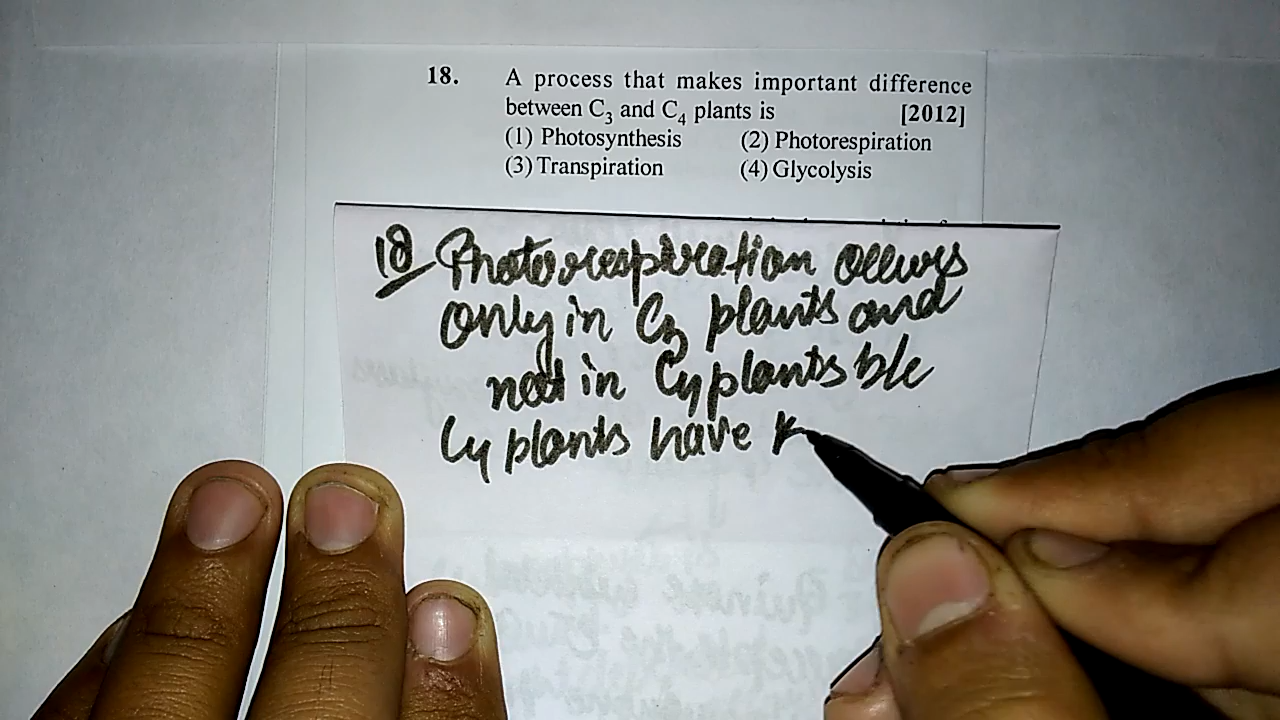 18. A process that makes important difference
between C₃ and C₄ plants is [2012]
(1) Photosynthesis (2) Photorespiration
(3) Transpiration (4) Glycolysis
18 Photorespiration occurs
only in C₃ plants and
not in C₄ plants b/c
C₄ plants have